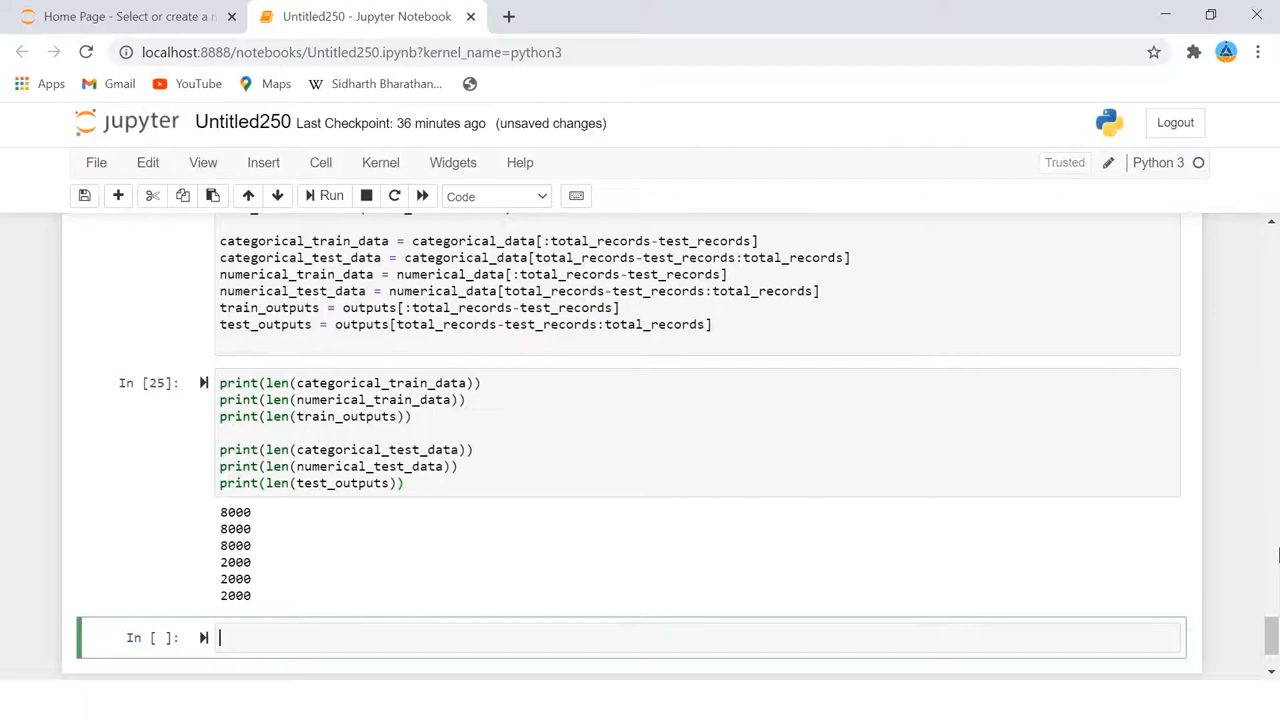 Home Page - Select or create a n
Untitled250 - Jupyter Notebook
localhost:8888/notebooks/Untitled250.ipynb?kernel_name=python3
Apps
Gmail
YouTube
Maps
W Sidharth Bharathan...
jupyter Untitled250 Last Checkpoint: 36 minutes ago (unsaved changes)
Logout
File Edit View Insert Cell Kernel Widgets Help
Trusted
Python 3
Run
Code
categorical_train_data = categorical_data[:total_records-test_records]
categorical_test_data = categorical_data[total_records-test_records:total_records]
numerical_train_data = numerical_data[:total_records-test_records]
numerical_test_data = numerical_data[total_records-test_records:total_records]
train_outputs = outputs[:total_records-test_records]
test_outputs = outputs[total_records-test_records:total_records]
In [25]:
print(len(categorical_train_data))
print(len(numerical_train_data))
print(len(train_outputs))
print(len(categorical_test_data))
print(len(numerical_test_data))
print(len(test_outputs))
8000
8000
8000
2000
2000
2000
In [ ]: